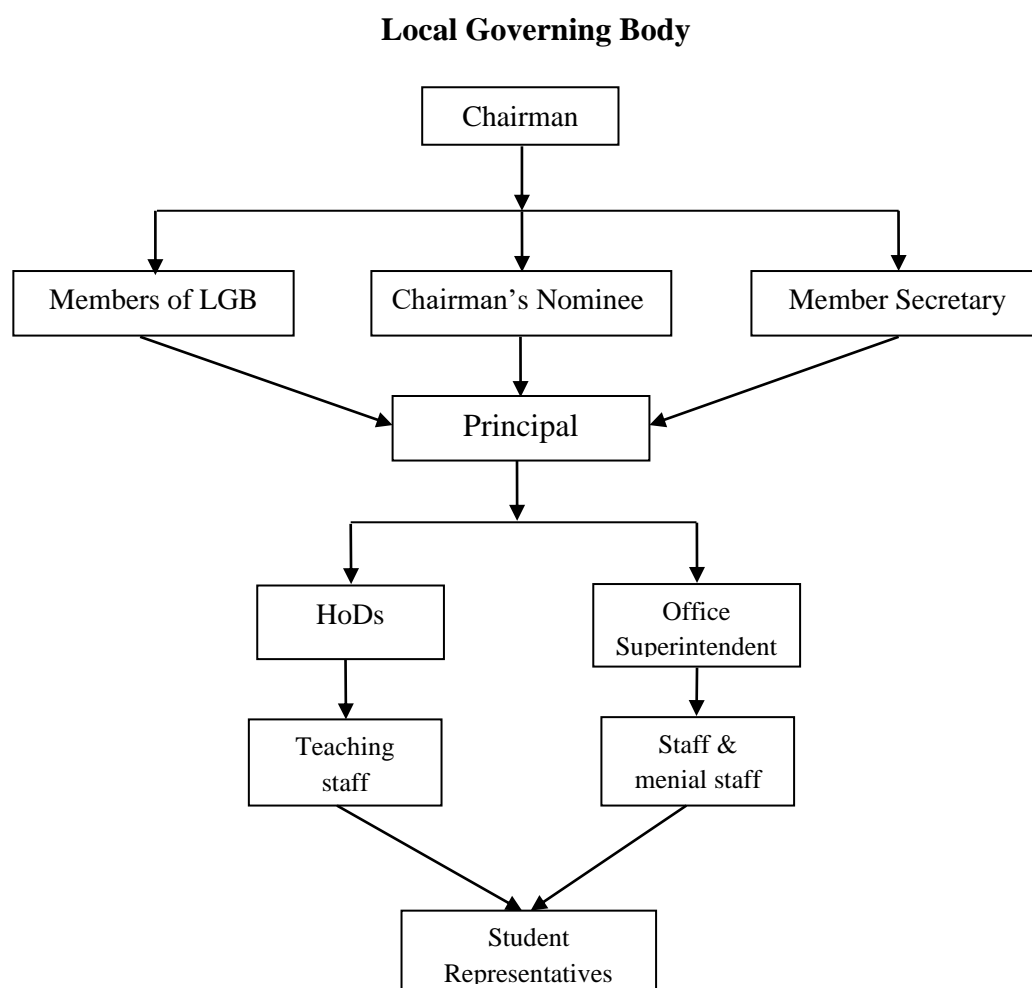 Local Governing Body
Chairman
Members of LGB
Chairman’s Nominee
Member Secretary
Principal
HoDs
Office
Superintendent
Teaching
staff
Staff &
menial staff
Student
Representatives